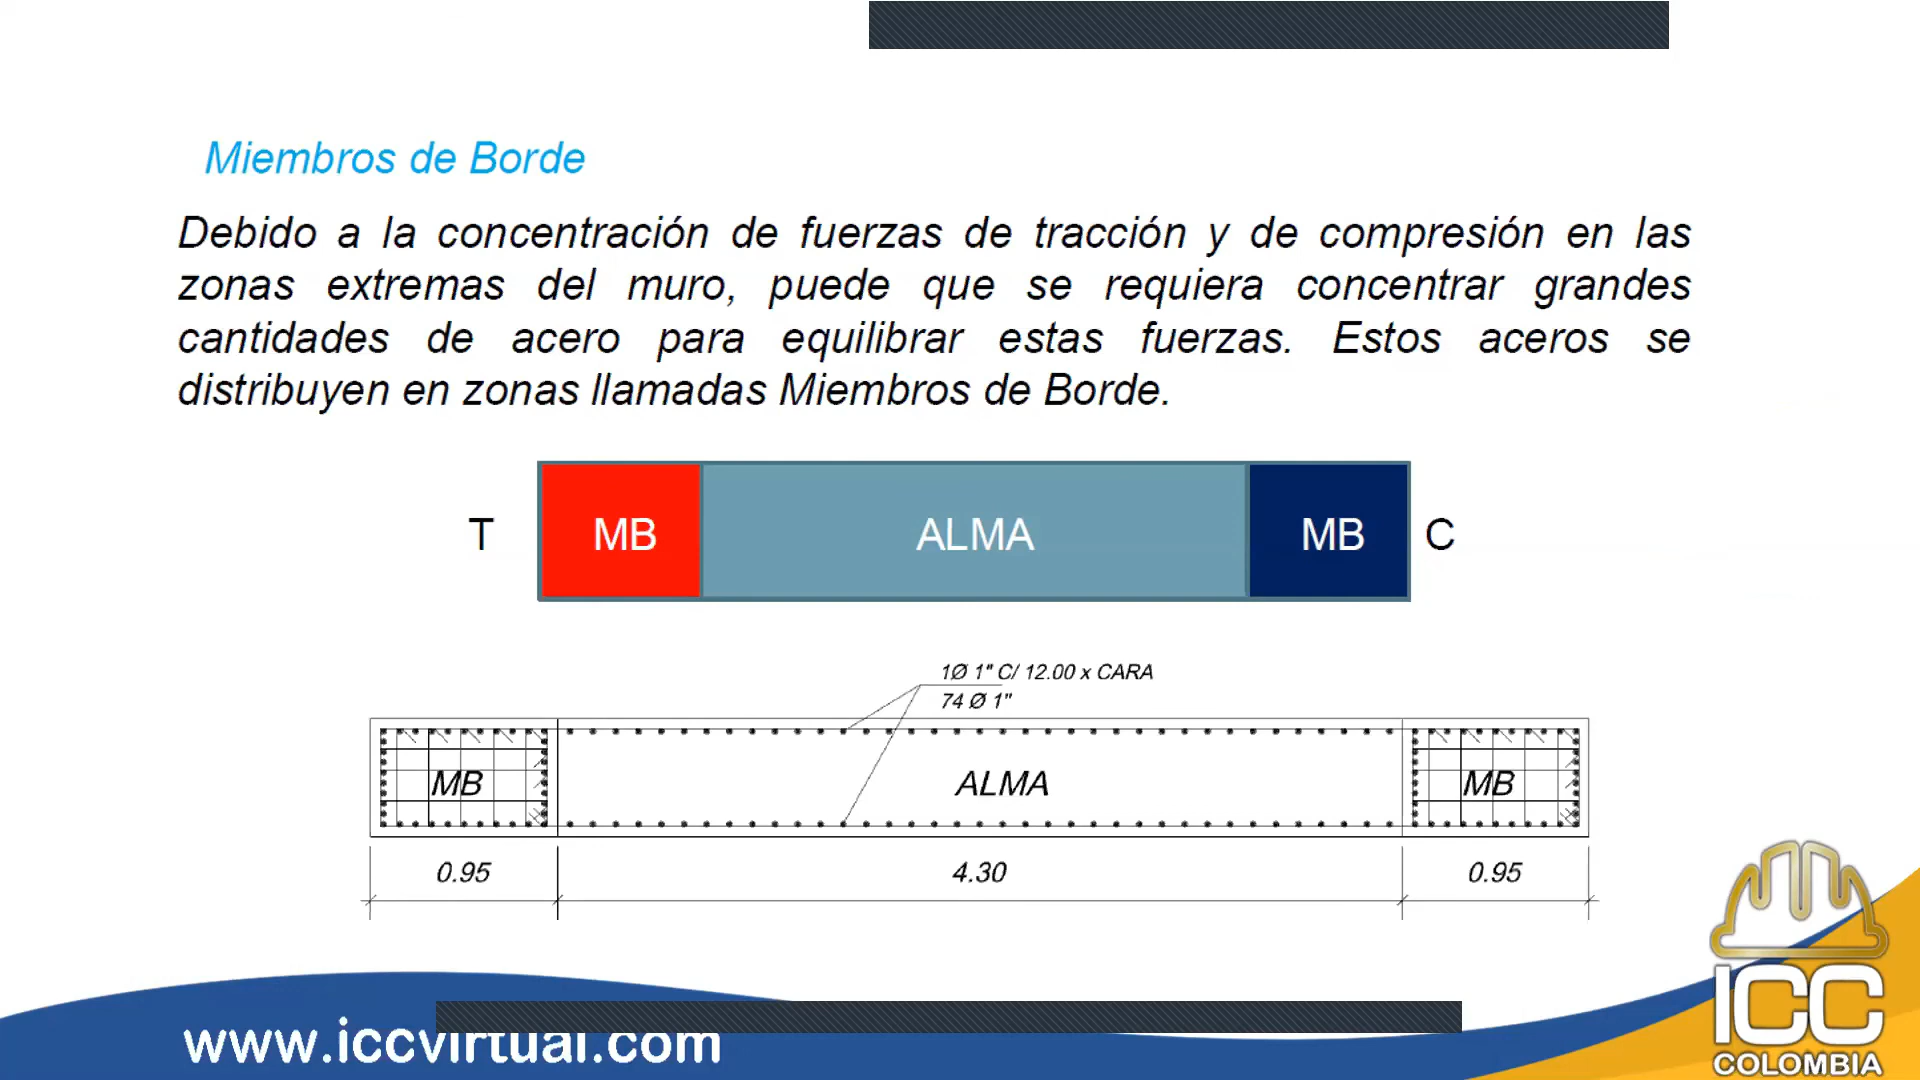 Miembros de Borde
Debido a la concentración de fuerzas de tracción y de compresión en las
zonas extremas del muro, puede que se requiera concentrar grandes
cantidades de acero para equilibrar estas fuerzas. Estos aceros se
distribuyen en zonas llamadas Miembros de Borde.
T MB ALMA MB C
1Ø 1" C/ 12.00 x CARA
74 Ø 1"
MB ALMA MB
0.95 4.30 0.95
www.iccvirtual.com
ICC
COLOMBIA